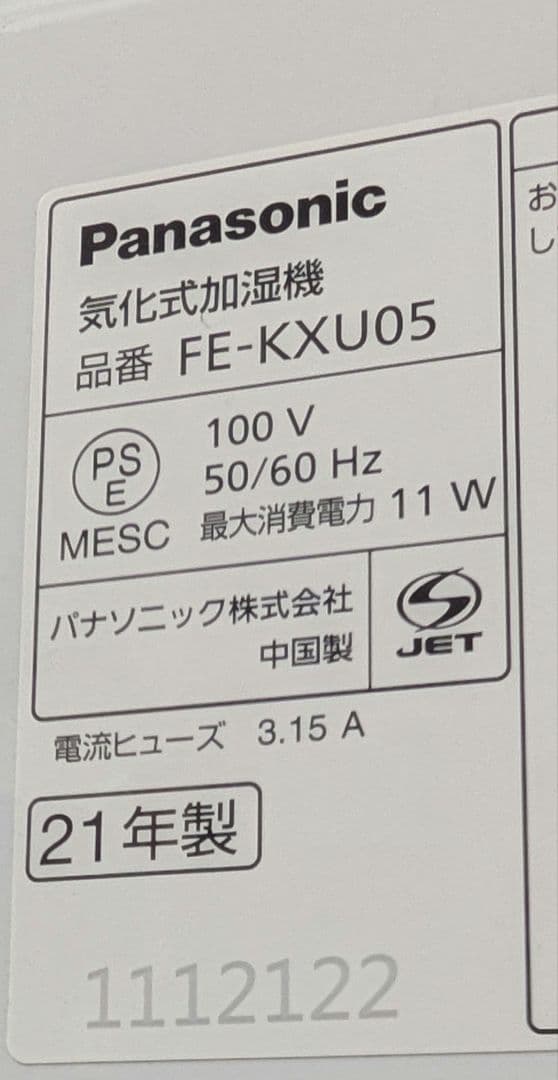 Panasonic
気化式加湿機
品番 FE-KXU05
PS
E
MESC
100 V
50/60 Hz
最大消費電力 11 W
パナソニック株式会社
中国製
JET
電流ヒューズ 3.15 A
21年製
1112122
お
し